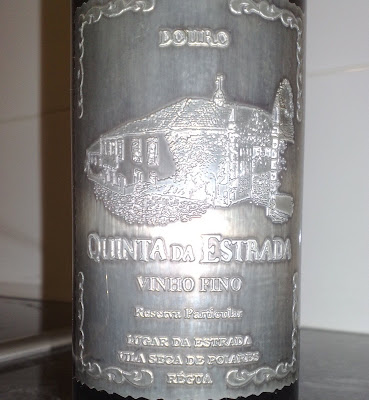 DOURO
QUINTA DA ESTRADA
VINHO FINO
Reserva Particular
LUGAR DA ESTRADA
VILA SECA DE POIARES
RÉGUA